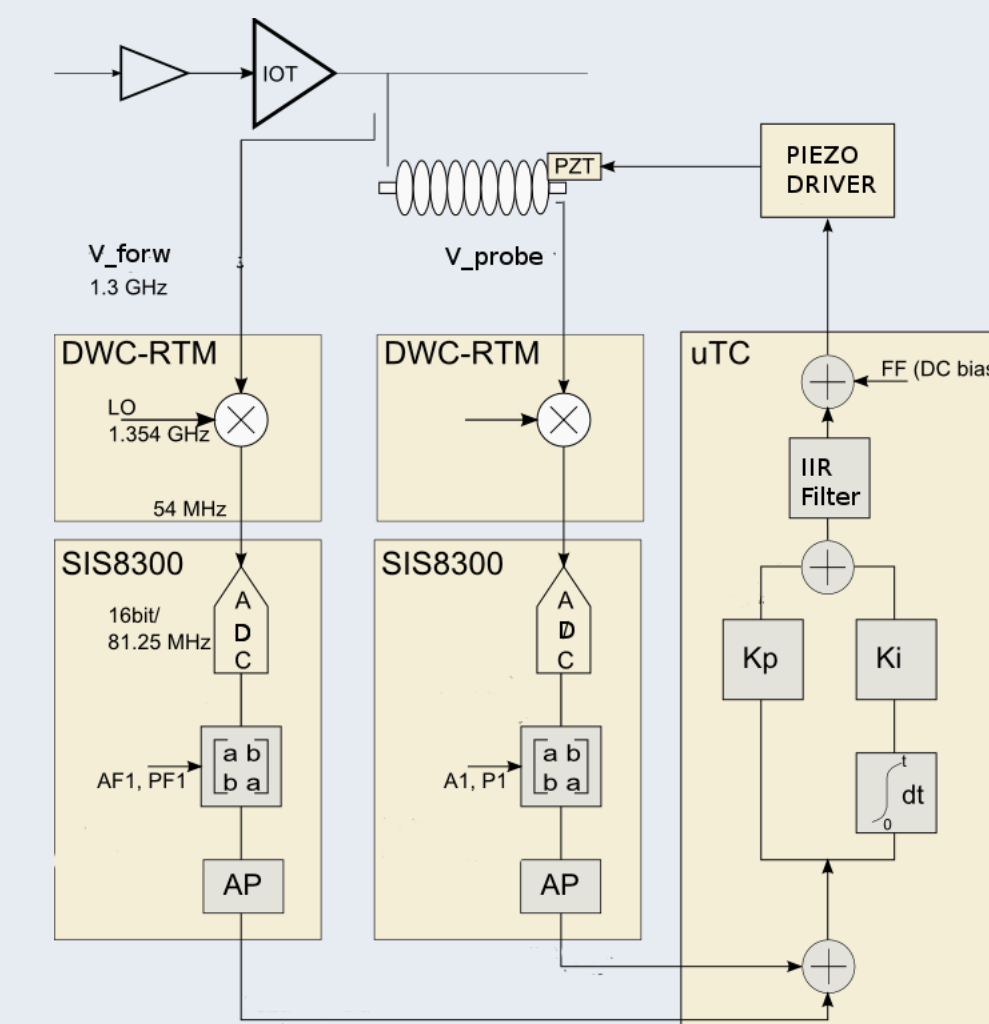 IOT
PZT
PIEZO
DRIVER
V_forw
1.3 GHz
V_probe
DWC-RTM
LO
1.354 GHz
54 MHz
DWC-RTM
SIS8300
16bit/
81.25 MHz
A
D
C
AF1, PF1
a b
b a
AP
SIS8300
A
D
C
A1, P1
a b
b a
AP
uTC
FF (DC bias
IIR
Filter
Kp
Ki
t
dt
0